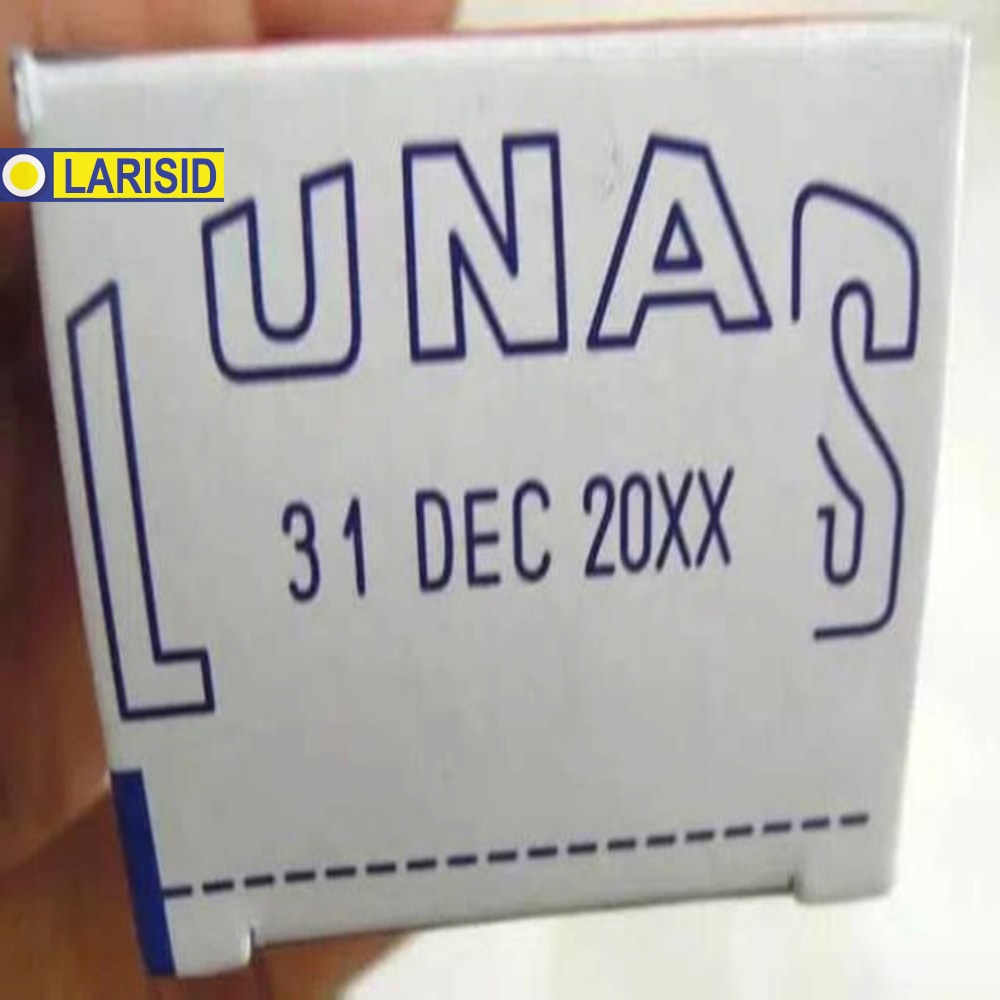 LARISID
LUNAS
31 DEC 20XX